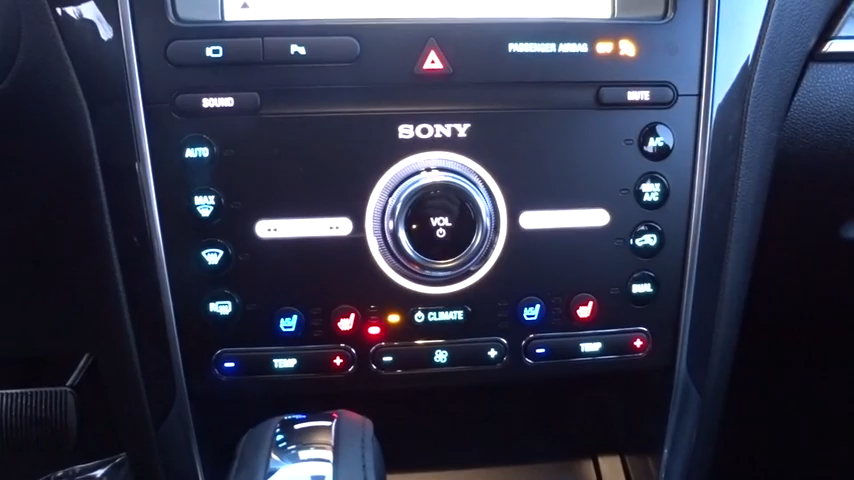 PASSENGER AIRBAG OFF
SOUND
MUTE
SONY
AUTO
A/C
MAX
MAX A/C
VOL
R
DUAL
CLIMATE
TEMP
TEMP